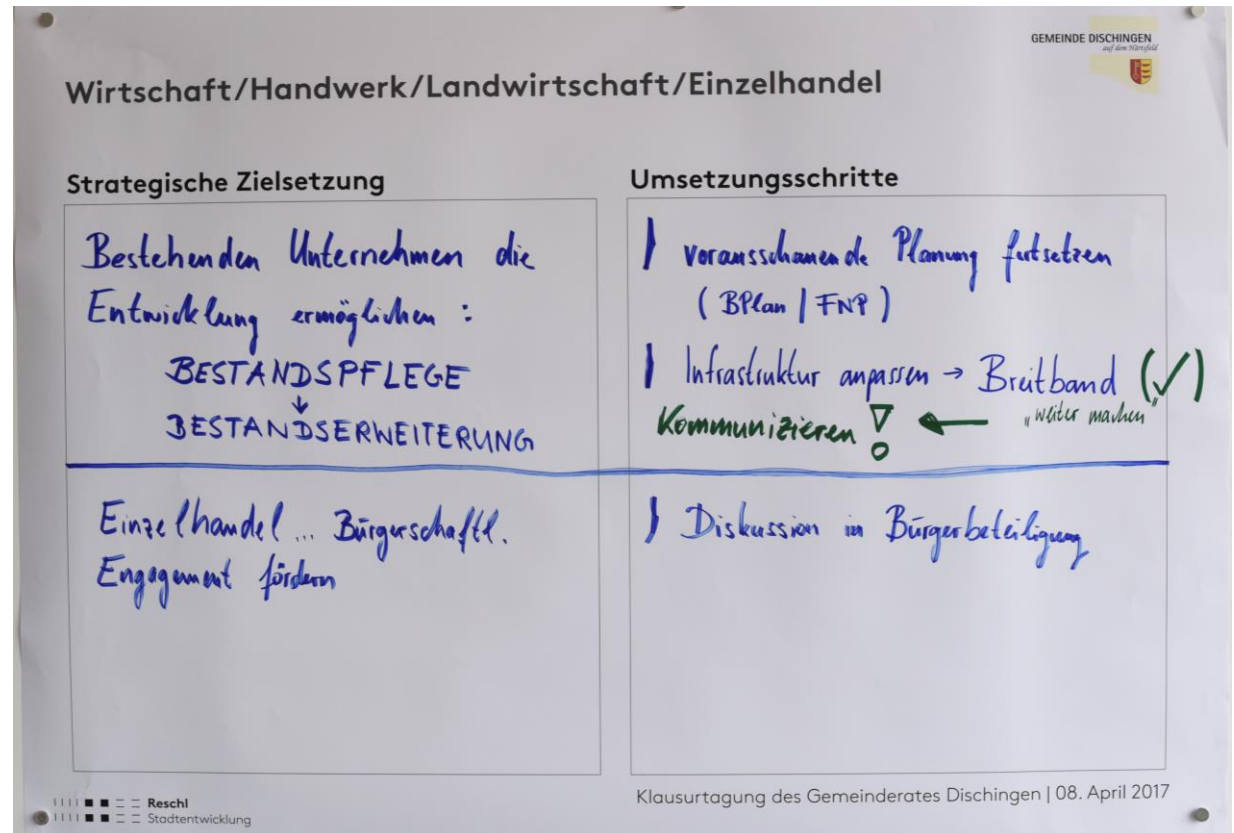 GEMEINDE DISCHINGEN
auf dem Härtsfeld
Wirtschaft/Handwerk/Landwirtschaft/Einzelhandel
Strategische Zielsetzung
Bestehenden Unternehmen die
Entwicklung ermöglichen :
BESTANDSPFLEGE
↓
BESTANDSERWEITERUNG
Einzelhandel ... Bürgerschaftl.
Engagement fördern
Umsetzungsschritte
) vorausschauende Planung fortsetzen
( BPlan | FNP )
) Infrastruktur anpassen → Breitband (✓)
Kommunizieren ! ← „weiter machen“
) Diskussion in Bürgerbeteiligung
Reschl
Stadtentwicklung
Klausurtagung des Gemeinderates Dischingen | 08. April 2017